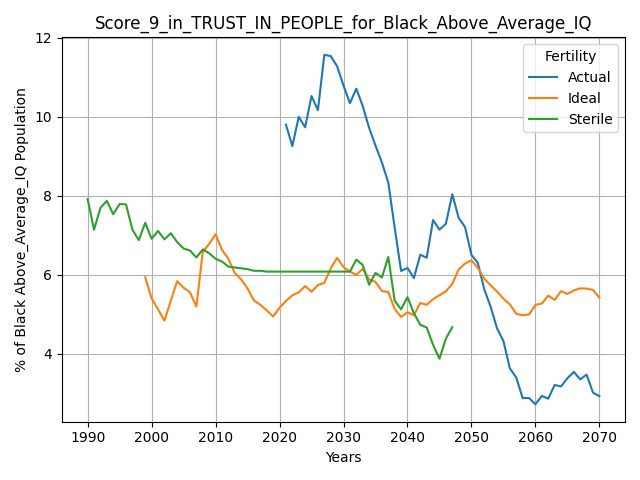 Score_9_in_TRUST_IN_PEOPLE_for_Black_Above_Average_IQ
% of Black Above_Average_IQ Population
12
10
8
6
4
Fertility
Actual
Ideal
Sterile
1990 2000 2010 2020 2030 2040 2050 2060 2070
Years